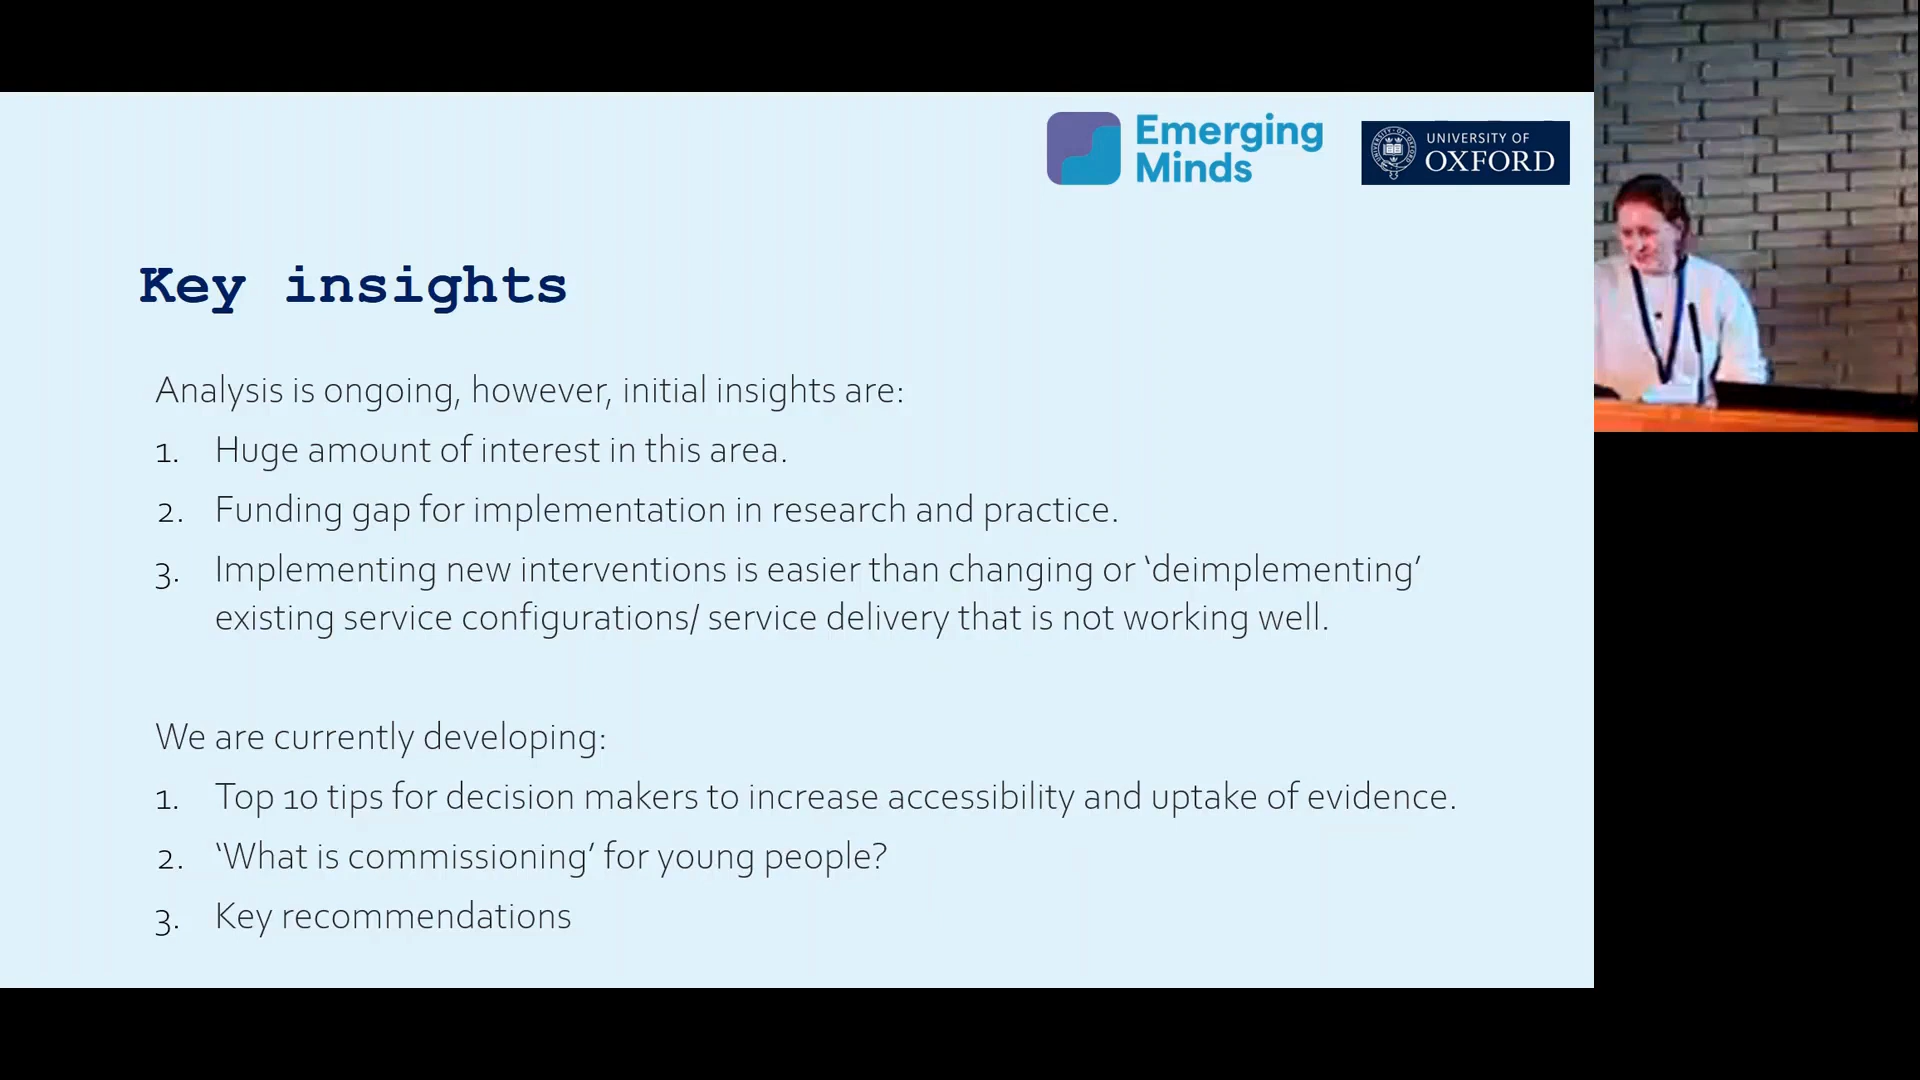 Emerging
Minds
UNIVERSITY OF
OXFORD
Key insights
Analysis is ongoing, however, initial insights are:
1. Huge amount of interest in this area.
2. Funding gap for implementation in research and practice.
3. Implementing new interventions is easier than changing or ‘deimplementing’
existing service configurations/ service delivery that is not working well.
We are currently developing:
1. Top 10 tips for decision makers to increase accessibility and uptake of evidence.
2. ‘What is commissioning’ for young people?
3. Key recommendations